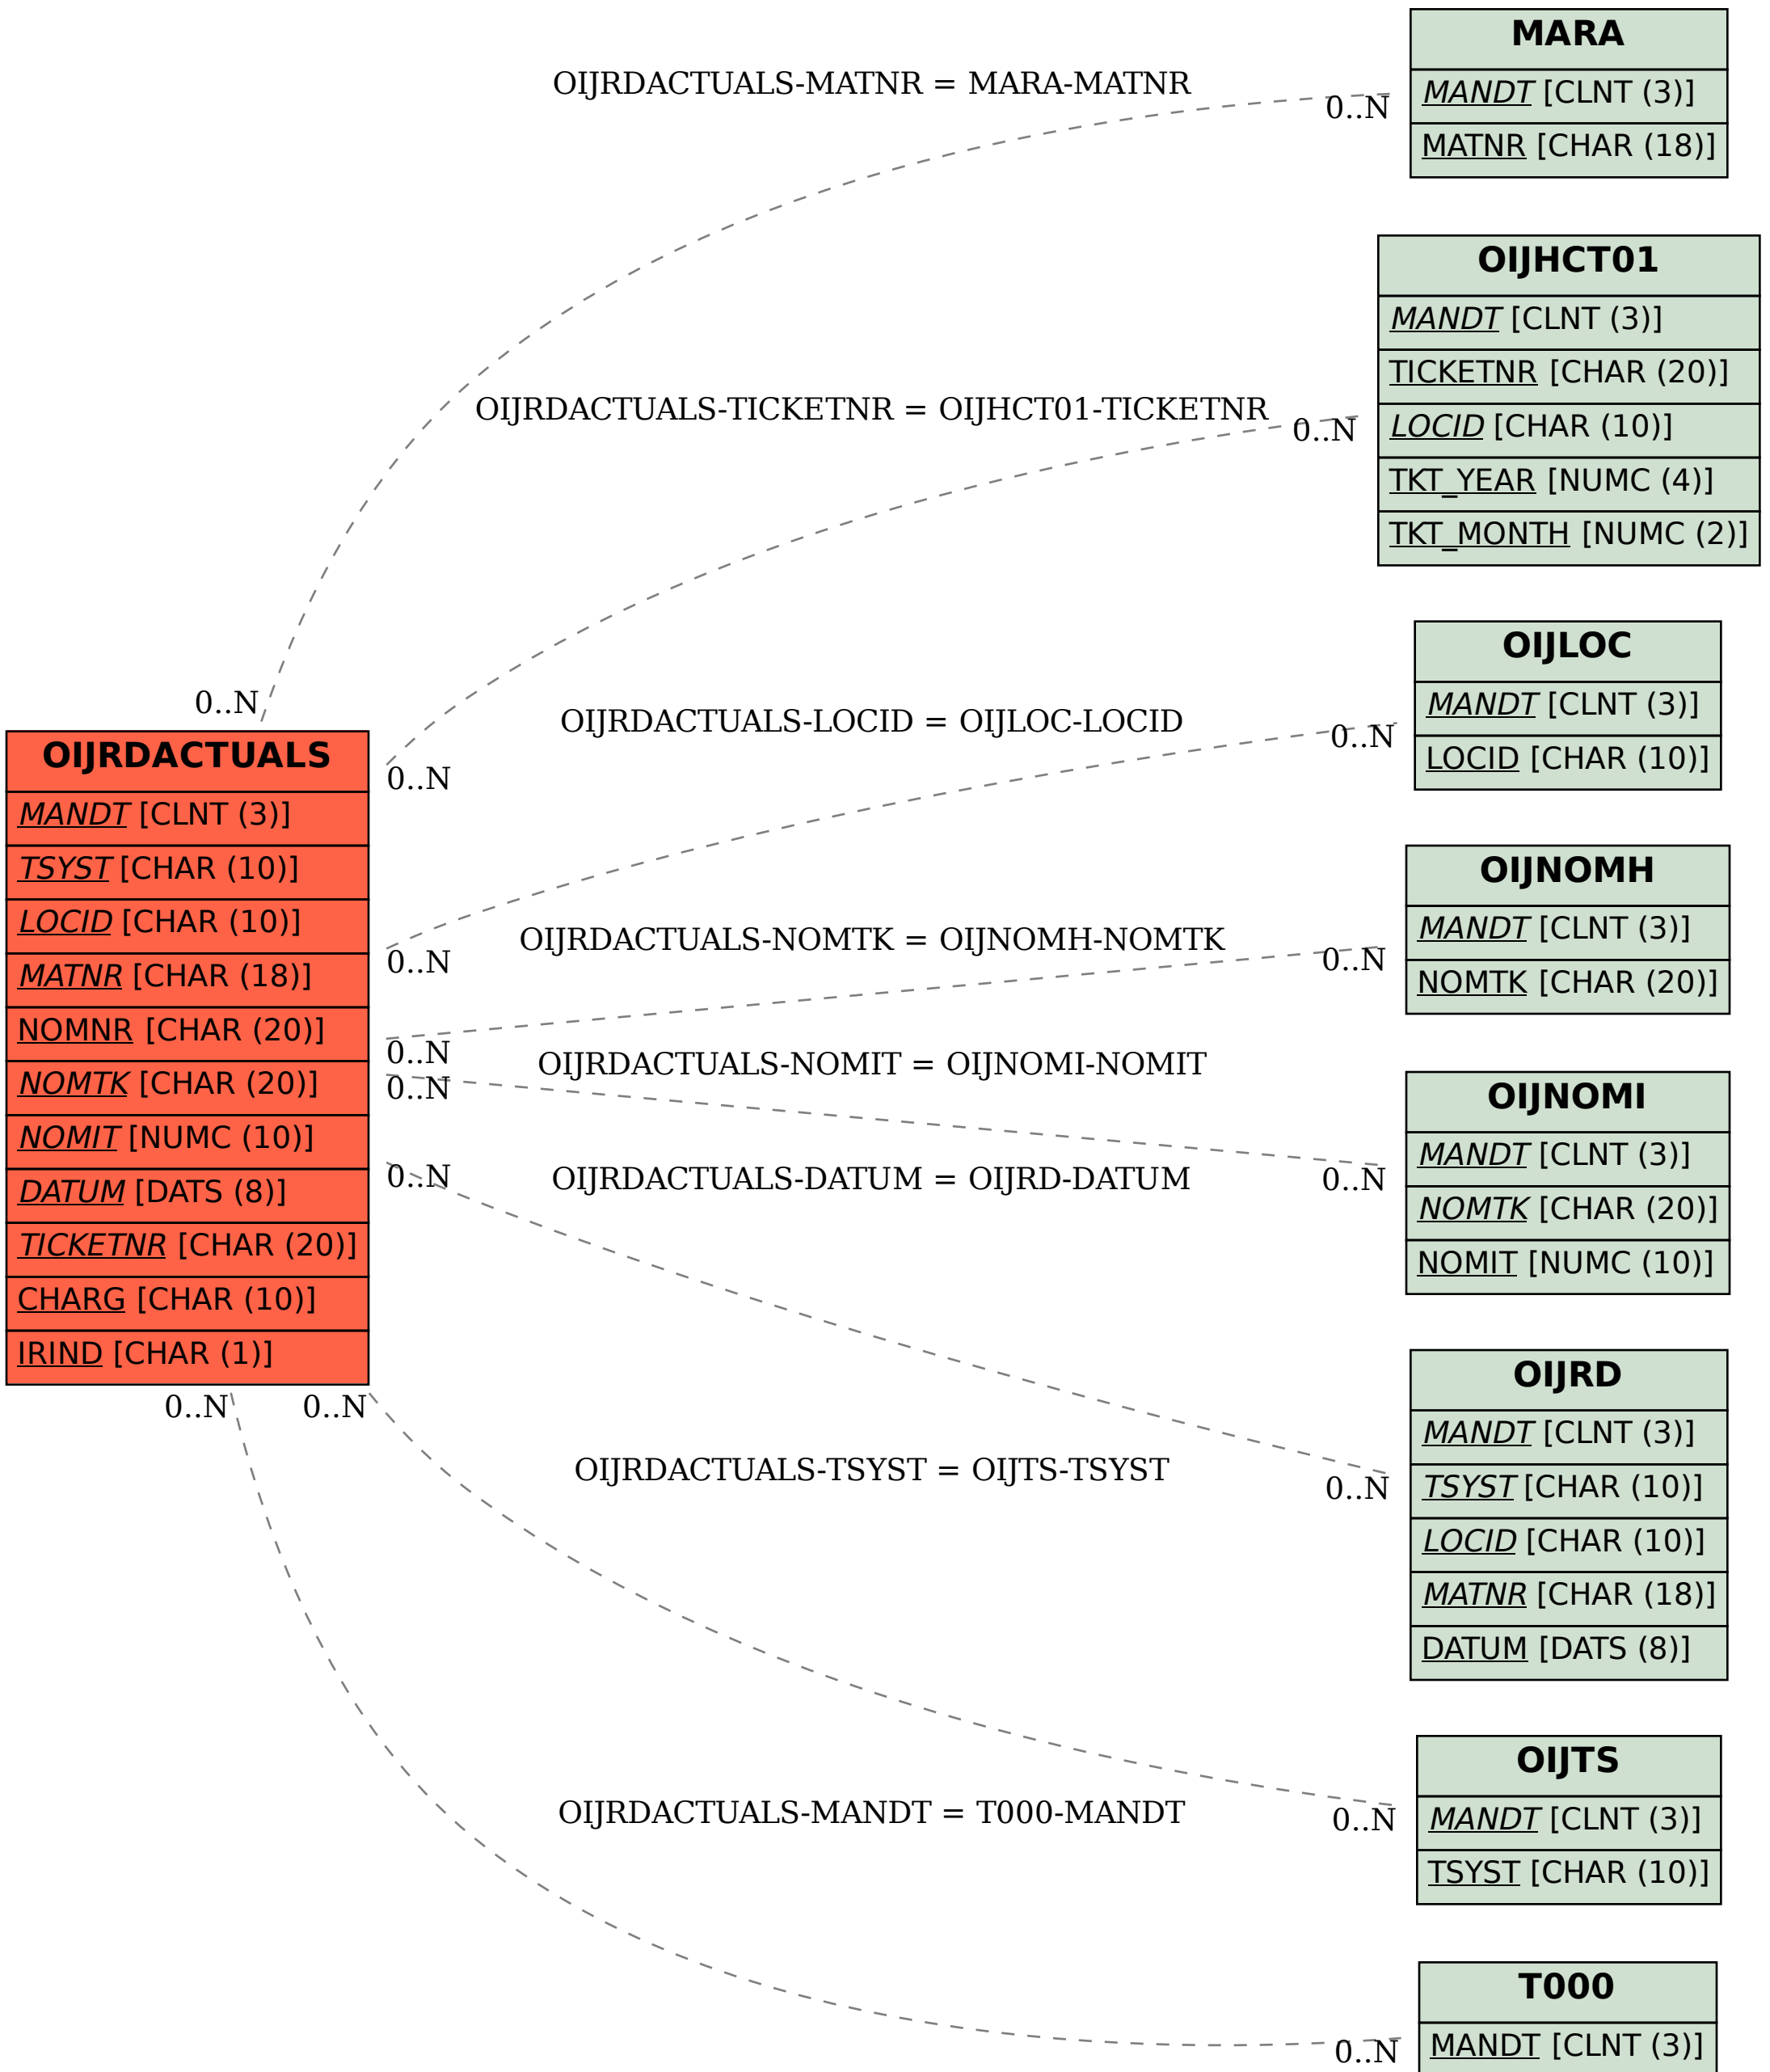 MARA
MANDT [CLNT (3)]
MATNR [CHAR (18)]
OIJRDACTUALS-MATNR = MARA-MATNR
0..N
0..N
OIJHCT01
MANDT [CLNT (3)]
TICKETNR [CHAR (20)]
LOCID [CHAR (10)]
TKT_YEAR [NUMC (4)]
TKT_MONTH [NUMC (2)]
OIJRDACTUALS-TICKETNR = OIJHCT01-TICKETNR
0..N
0..N
OIJLOC
MANDT [CLNT (3)]
LOCID [CHAR (10)]
OIJRDACTUALS-LOCID = OIJLOC-LOCID
0..N
0..N
OIJRDACTUALS
MANDT [CLNT (3)]
TSYST [CHAR (10)]
LOCID [CHAR (10)]
MATNR [CHAR (18)]
NOMNR [CHAR (20)]
NOMTK [CHAR (20)]
NOMIT [NUMC (10)]
DATUM [DATS (8)]
TICKETNR [CHAR (20)]
CHARG [CHAR (10)]
IRIND [CHAR (1)]
OIJNOMH
MANDT [CLNT (3)]
NOMTK [CHAR (20)]
OIJRDACTUALS-NOMTK = OIJNOMH-NOMTK
0..N
0..N
OIJNOMI
MANDT [CLNT (3)]
NOMTK [CHAR (20)]
NOMIT [NUMC (10)]
OIJRDACTUALS-NOMIT = OIJNOMI-NOMIT
0..N
0..N
OIJRD
MANDT [CLNT (3)]
TSYST [CHAR (10)]
LOCID [CHAR (10)]
MATNR [CHAR (18)]
DATUM [DATS (8)]
OIJRDACTUALS-DATUM = OIJRD-DATUM
0..N
0..N
OIJTS
MANDT [CLNT (3)]
TSYST [CHAR (10)]
OIJRDACTUALS-TSYST = OIJTS-TSYST
0..N
0..N
T000
MANDT [CLNT (3)]
OIJRDACTUALS-MANDT = T000-MANDT
0..N
0..N